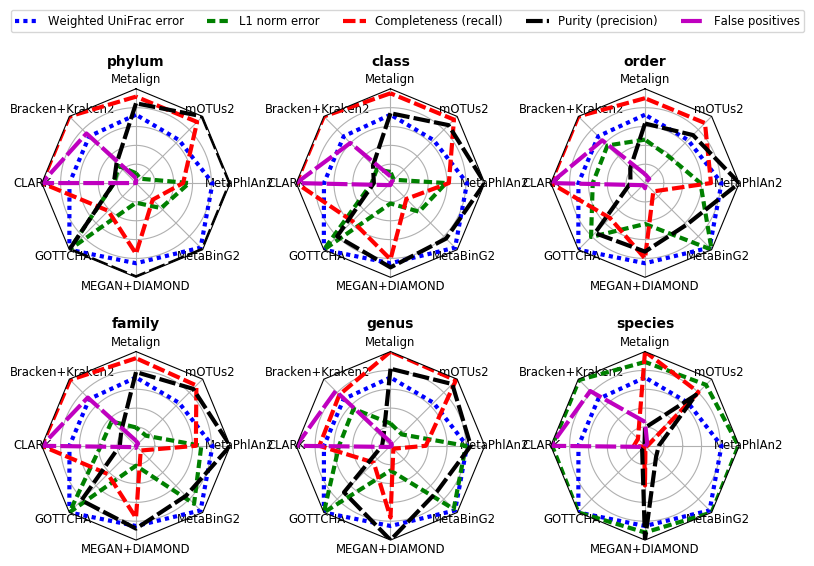 Weighted UniFrac error L1 norm error Completeness (recall) Purity (precision) False positives
phylum class order
Metalign Metalign Metalign
Bracken+Kraken2 mOTUs2 Bracken+Kraken2 mOTUs2 Bracken+Kraken2 mOTUs2
CLARK MetaPhlAn2 CLARK MetaPhlAn2 CLARK MetaPhlAn2
GOTTCHA MetaBinG2 GOTTCHA MetaBinG2 GOTTCHA MetaBinG2
MEGAN+DIAMOND MEGAN+DIAMOND MEGAN+DIAMOND
family genus species
Metalign Metalign Metalign
Bracken+Kraken2 mOTUs2 Bracken+Kraken2 mOTUs2 Bracken+Kraken2 mOTUs2
CLARK MetaPhlAn2 CLARK MetaPhlAn2 CLARK MetaPhlAn2
GOTTCHA MetaBinG2 GOTTCHA MetaBinG2 GOTTCHA MetaBinG2
MEGAN+DIAMOND MEGAN+DIAMOND MEGAN+DIAMOND